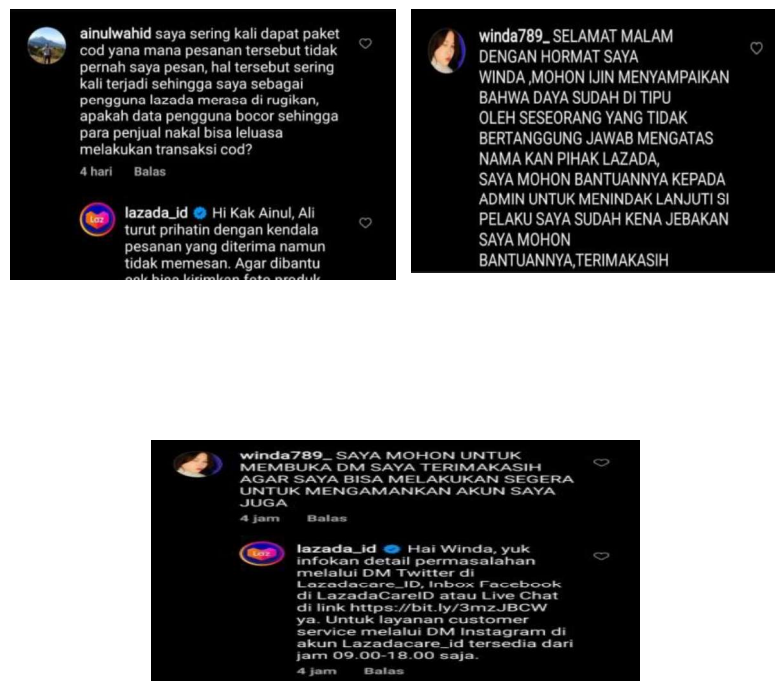 ainulwahid saya sering kali dapat paket
cod yana mana pesanan tersebut tidak
pernah saya pesan, hal tersebut sering
kali terjadi sehingga saya sebagai
pengguna lazada merasa di rugikan,
apakah data pengguna bocor sehingga
para penjual nakal bisa leluasa
melakukan transaksi cod?
4 hari Balas
Laz
lazada_id Hi Kak Ainul, Ali
turut prihatin dengan kendala
pesanan yang diterima namun
tidak memesan. Agar dibantu
cek bisa kirimkan foto produk
winda789_ SELAMAT MALAM
DENGAN HORMAT SAYA
WINDA ,MOHON IJIN MENYAMPAIKAN
BAHWA DAYA SUDAH DI TIPU
OLEH SESEORANG YANG TIDAK
BERTANGGUNG JAWAB MENGATAS
NAMA KAN PIHAK LAZADA,
SAYA MOHON BANTUANNYA KEPADA
ADMIN UNTUK MENINDAK LANJUTI SI
PELAKU SAYA SUDAH KENA JEBAKAN
SAYA MOHON
BANTUANNYA,TERIMAKASIH
winda789_ SAYA MOHON UNTUK
MEMBUKA DM SAYA TERIMAKASIH
AGAR SAYA BISA MELAKUKAN SEGERA
UNTUK MENGAMANKAN AKUN SAYA
JUGA
4 jam Balas
Laz
lazada_id Hai Winda, yuk
infokan detail permasalahan
melalui DM Twitter di
Lazadacare_ID, Inbox Facebook
di LazadaCareID atau Live Chat
di link https://bit.ly/3mzJBCW
ya. Untuk layanan customer
service melalui DM Instagram di
akun Lazadacare_id tersedia dari
jam 09.00-18.00 saja.
4 jam Balas